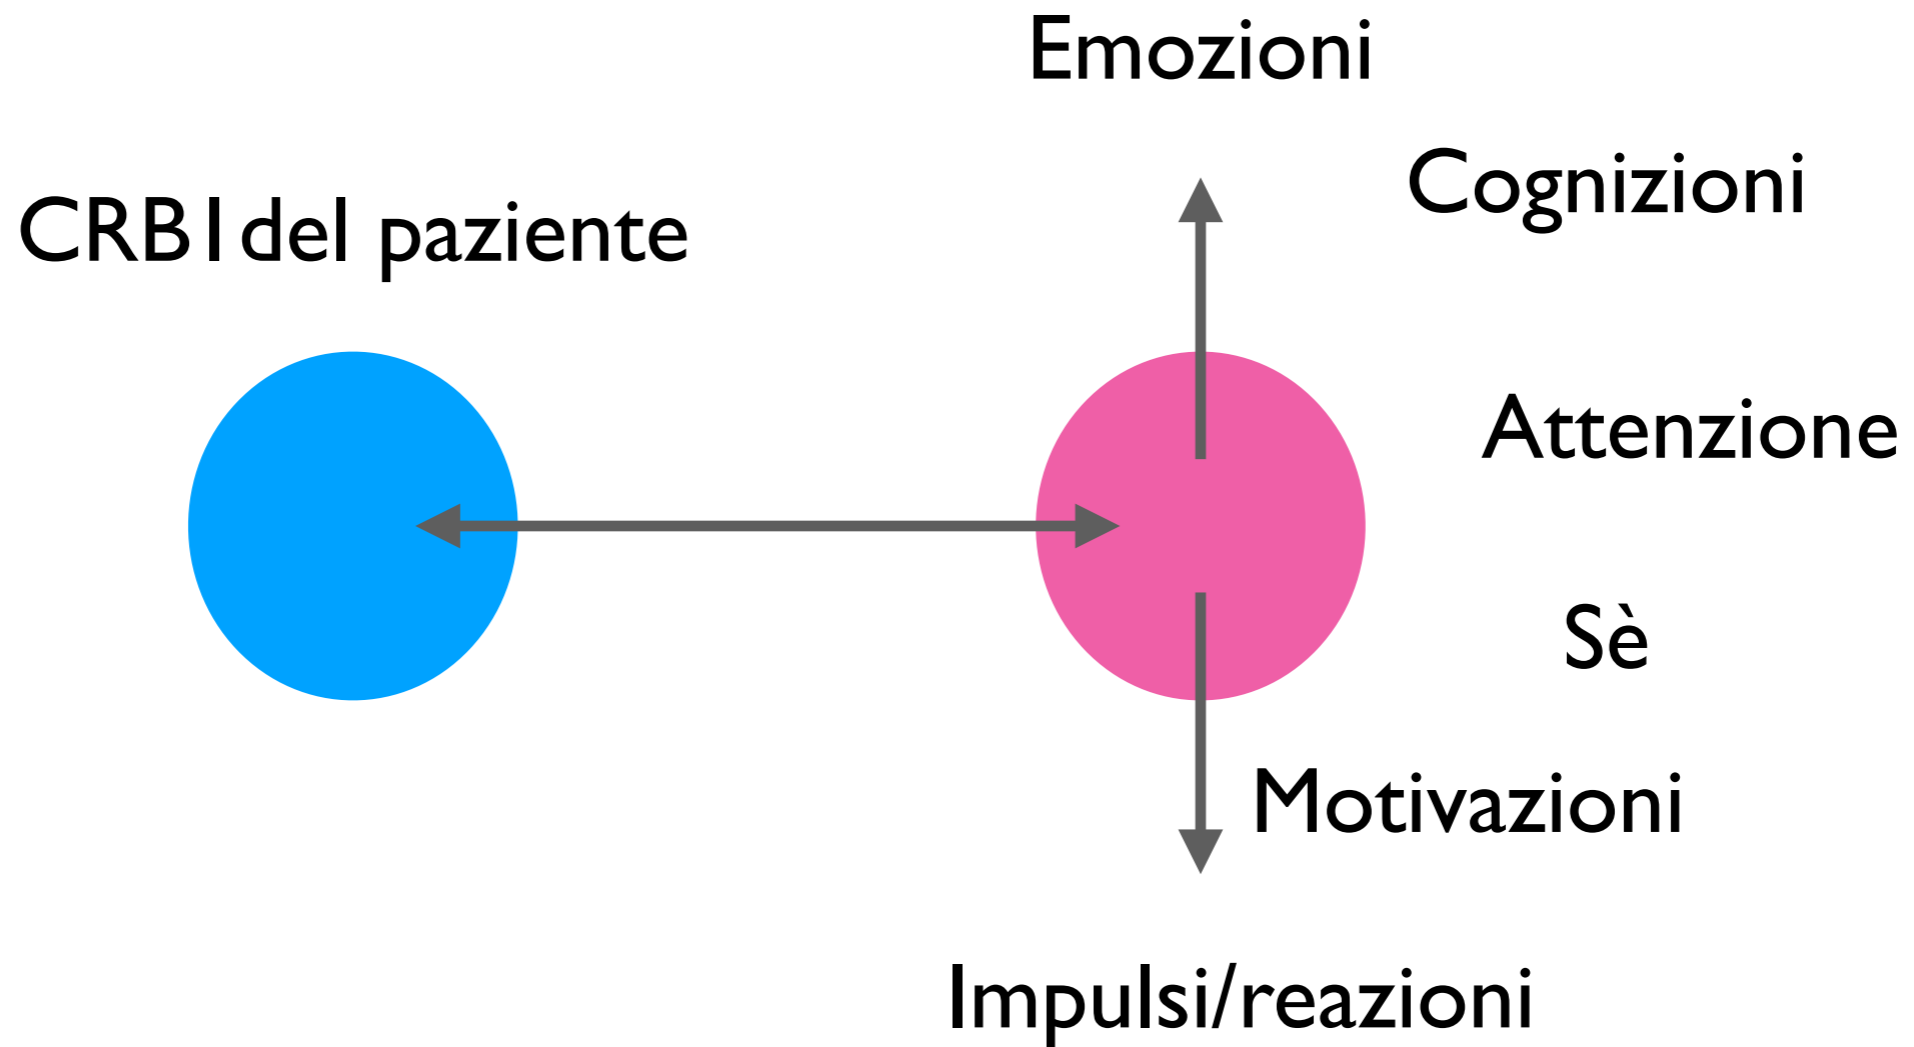 Emozioni
Cognizioni
CRB1del paziente
Attenzione
Sè
Motivazioni
Impulsi/reazioni